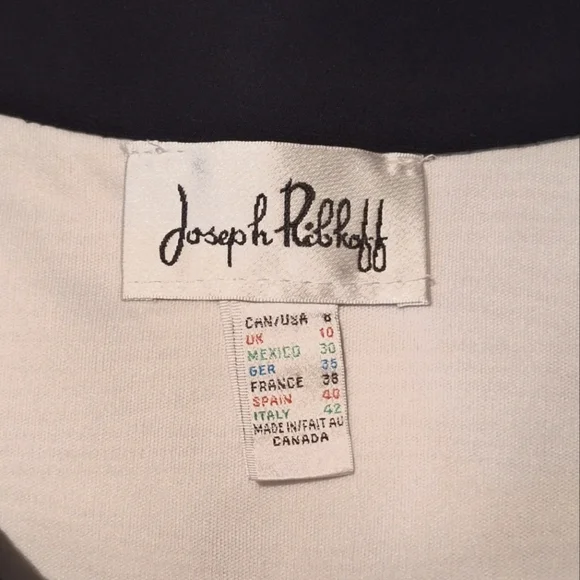 Joseph Ribkoff
CAN/USA 8
UK 10
MEXICO 30
GER 35
FRANCE 38
SPAIN 40
ITALY 42
MADE IN/FAIT AU
CANADA